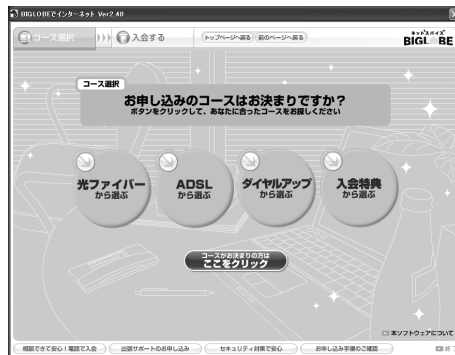 BIGLOBEでインターネット Ver2.40
コース選択
入会する
トップページへ戻る
前のページへ戻る
BIGLOBE
コース選択
お申し込みのコースはお決まりですか？
ボタンをクリックして、あなたに合ったコースをお探しください
光ファイバー
から選ぶ
ADSL
から選ぶ
ダイヤルアップ
から選ぶ
入会特典
から選ぶ
コースがお決まりの方は
ここをクリック
本ソフトウェアについて
相談できて安心！電話で入会
出張サポートのお申し込み
セキュリティ対策で安心
お申し込み手順のご確認
終了